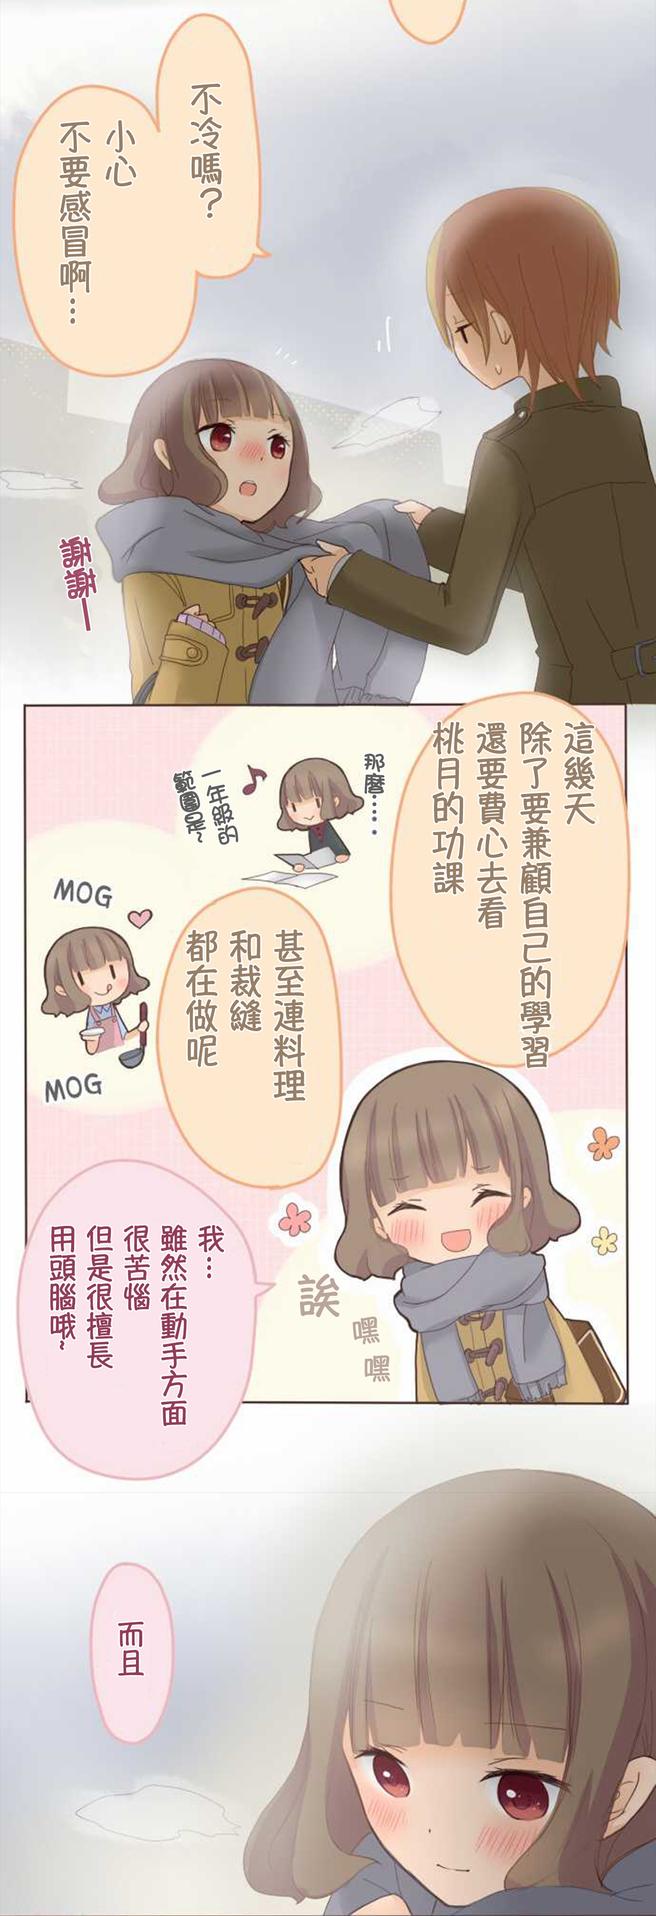 不冷嗎？
小心
不要感冒啊…
謝謝—
這幾天
除了要兼顧自己的學習
還要費心去看
桃月的功課
那麼……
一年級的
範圍是~
MOG
MOG
甚至連料理
和裁縫
都在做呢
誒
嘿
嘿
我…
雖然在動手方面
很苦惱
但是很擅長
用頭腦哦~
而且